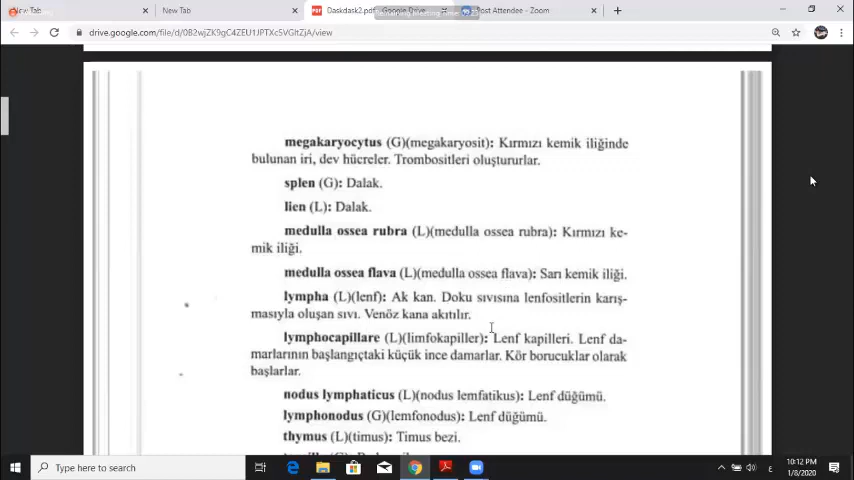 New Tab
New Tab
Daskdask2.pdf - Google Drive
Post Attendee - Zoom
drive.google.com/file/d/0B2wjZK9gC4ZEU1JPTXc5VGltZjA/view
megakaryocytus (G)(megakaryosit): Kırmızı kemik iliğinde
bulunan iri, dev hücreler. Trombositleri oluştururlar.
splen (G): Dalak.
lien (L): Dalak.
medulla ossea rubra (L)(medulla ossea rubra): Kırmızı ke-
mik iliği.
medulla ossea flava (L)(medulla ossea flava): Sarı kemik iliği.
lympha (L)(lenf): Ak kan. Doku sıvısına lenfositlerin karış-
masıyla oluşan sıvı. Venöz kana akıtılır.
lymphocapillare (L)(limfokapiller): Lenf kapilleri. Lenf da-
marlarının başlangıçtaki küçük ince damarlar. Kör borucuklar olarak
başlarlar.
nodus lymphaticus (L)(nodus lemfatikus): Lenf düğümü.
lymphonodus (G)(lemfonodus): Lenf düğümü.
thymus (L)(timus): Timus bezi.
Type here to search
10:12 PM
1/8/2020